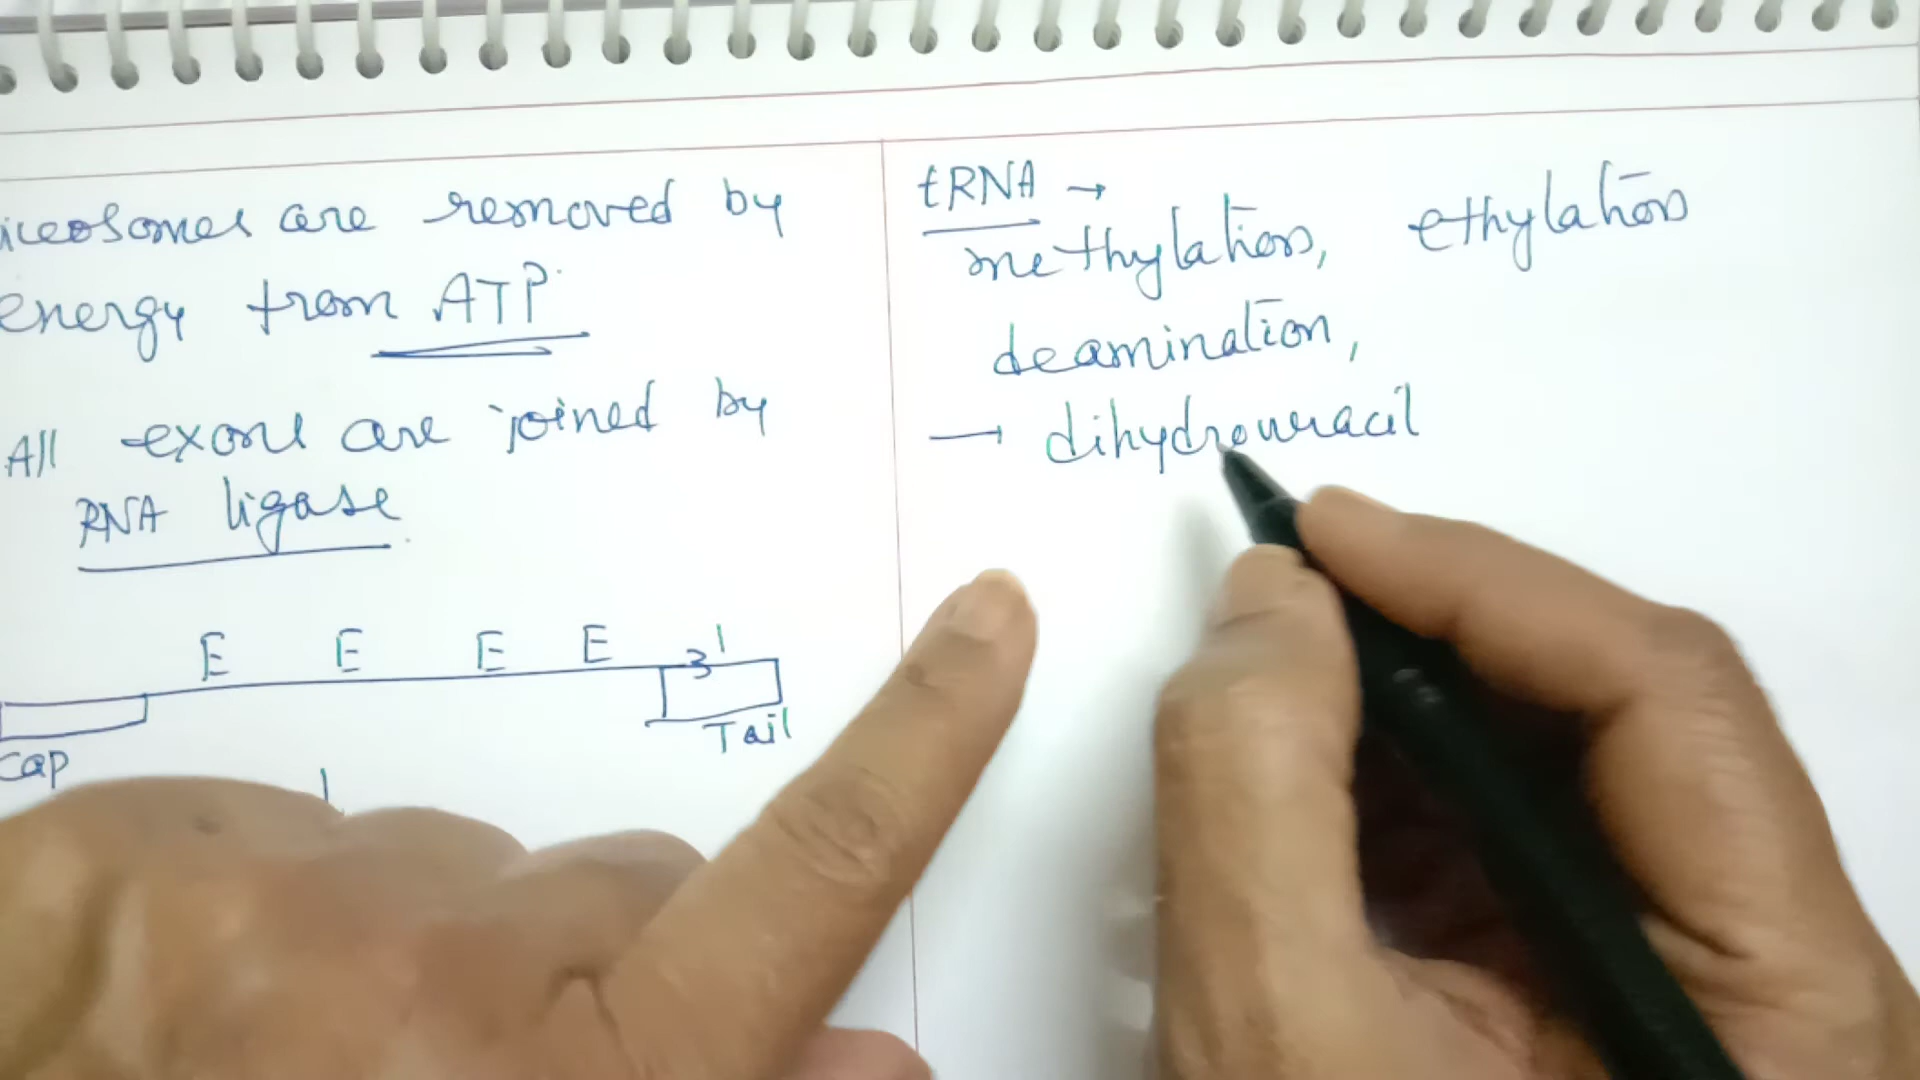 iceosomes are removed by
energy from ATP.
All exons are joined by
RNA ligase.
E E E E 3'
Cap Tail
tRNA →
methylation, ethylation
deamination,
→ dihydrouracil